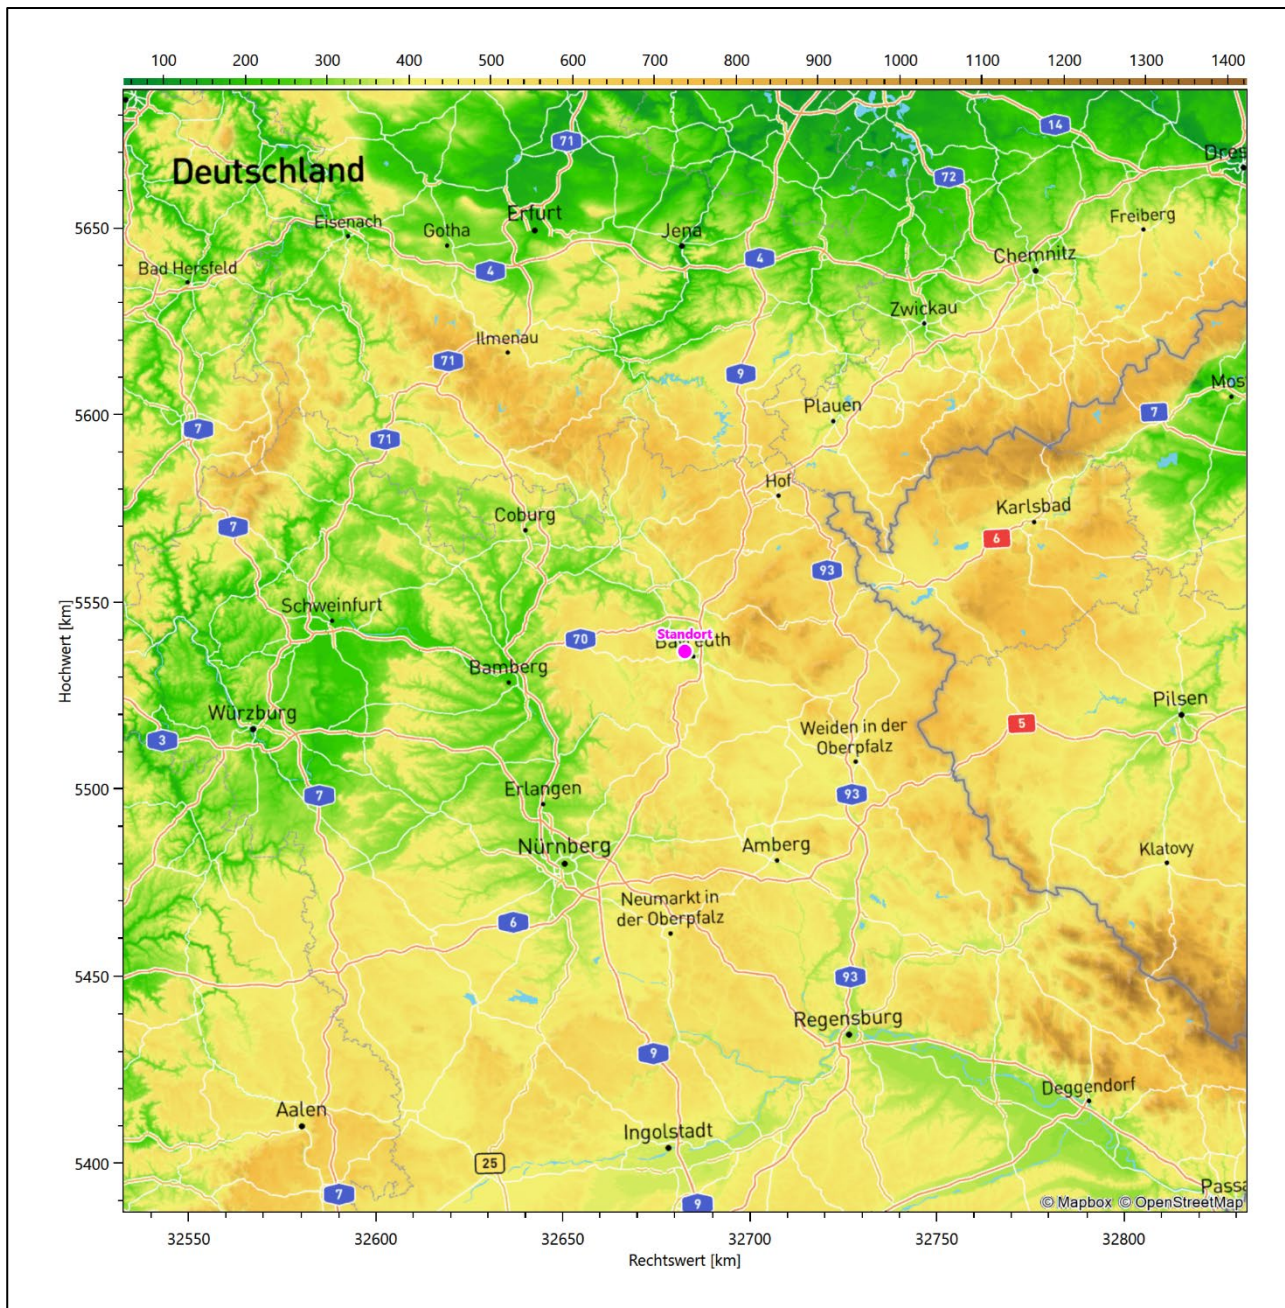 100 200 300 400 500 600 700 800 900 1000 1100 1200 1300 1400
71
14
Dres
Deutschland
72
Eisenach
Gotha
Erfurt
Jena
Freiberg
5650
Bad Hersfeld
4
4
Chemnitz
Zwickau
Ilmenau
71
9
Mos
Plauen
7
5600
7
71
Hof
Karlsbad
Coburg
7
6
93
Schweinfurt
5550
70
Standort
Bayreuth
Bamberg
Hochwert [km]
Pilsen
Würzburg
3
5
Weiden in der
Oberpfalz
5500
7
Erlangen
93
Nürnberg
Amberg
Klatovy
Neumarkt in
der Oberpfalz
6
5450
93
Regensburg
9
Deggendorf
Aalen
Ingolstadt
5400
25
7
9
Passa
© Mapbox © OpenStreetMap
32550 32600 32650 32700 32750 32800
Rechtswert [km]